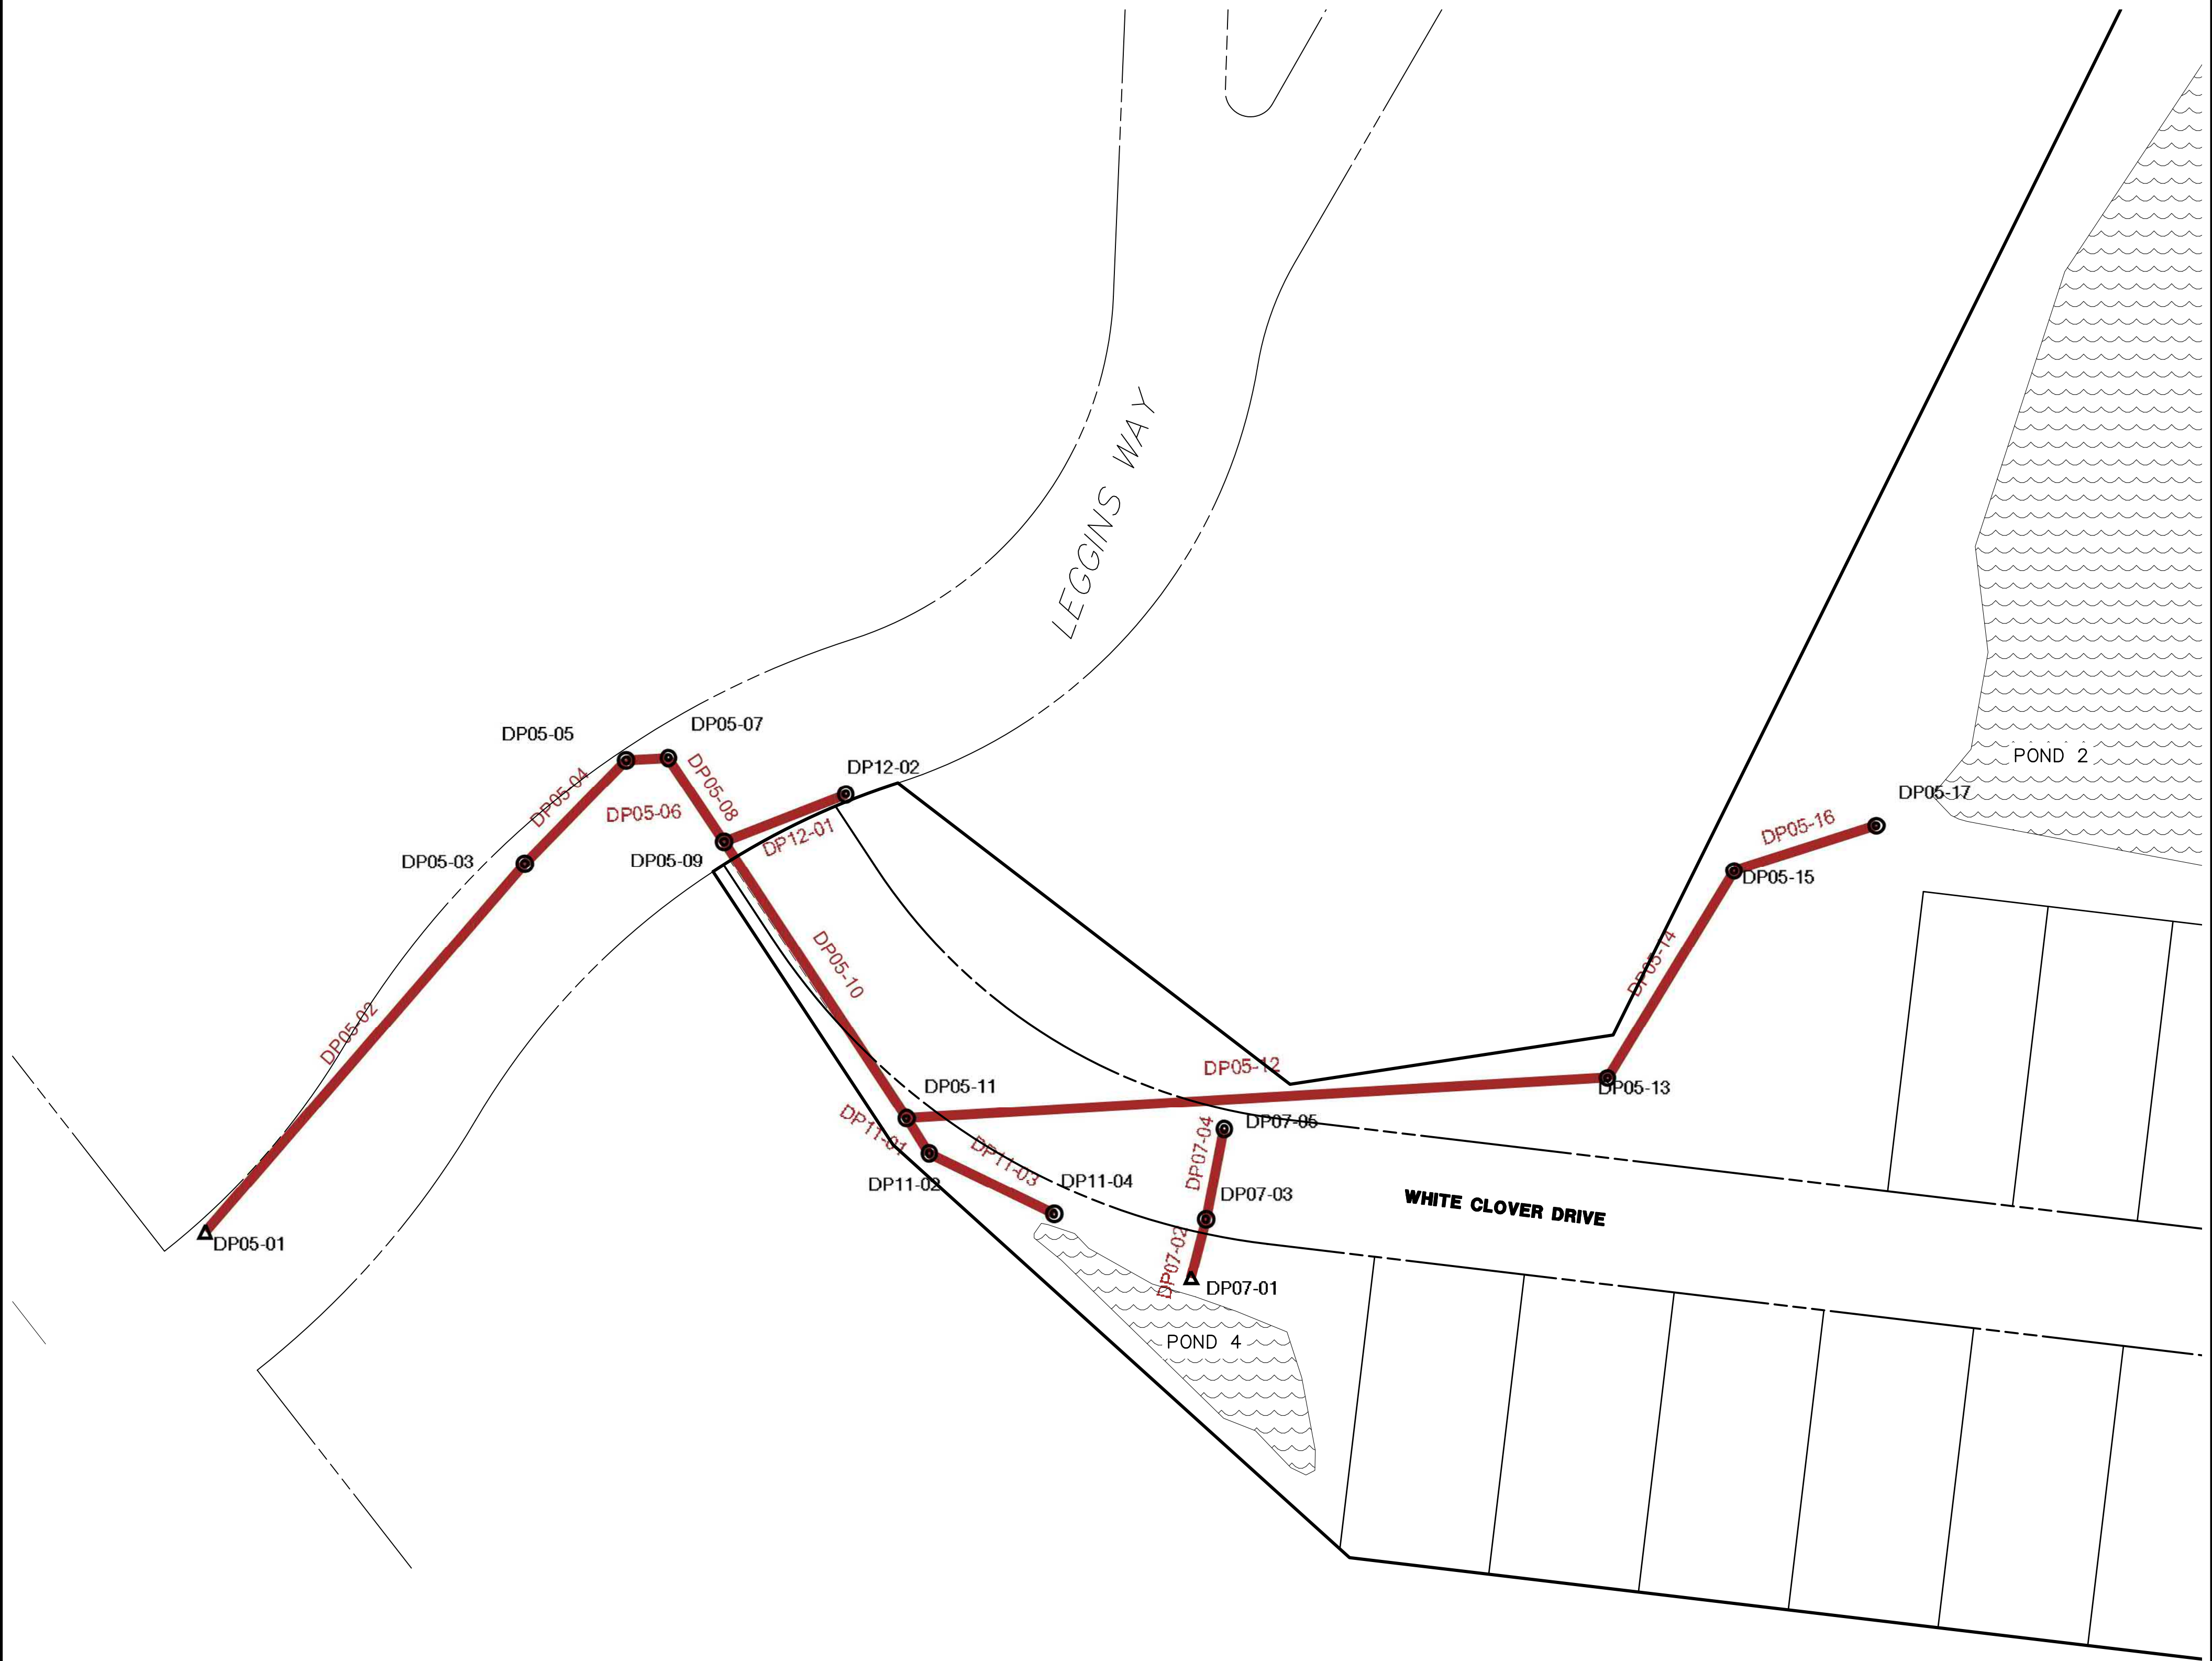 LEGGINS WAY
DP05-05
DP05-07
DP05-04
DP05-08
DP05-06
DP12-02
DP12-01
DP05-03
DP05-09
POND 2
DP05-17
DP05-16
DP05-15
DP05-14
DP05-10
DP05-02
DP05-12
DP05-13
DP05-11
DP11-01
DP11-03
DP11-02
DP11-04
DP07-05
DP07-04
DP07-03
WHITE CLOVER DRIVE
DP05-01
DP07-02
DP07-01
POND 4